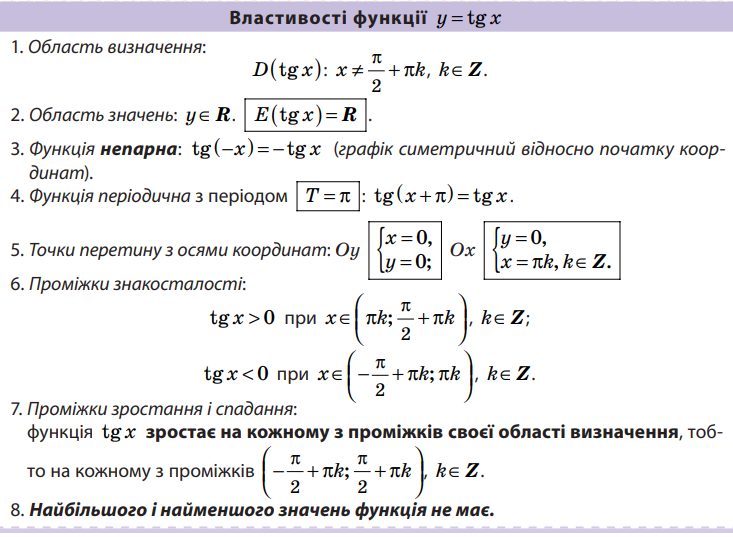 Властивості функції y = tg x
1. Область визначення:
D(tg x): x ≠ π/2 + πk, k ∈ Z.
2. Область значень: y ∈ R. E(tg x) = R.
3. Функція непарна: tg(−x) = −tg x (графік симетричний відносно початку коор-
динат).
4. Функція періодична з періодом T = π : tg(x + π) = tg x.
5. Точки перетину з осями координат: Oy {x = 0, y = 0; Ox {y = 0, x = πk, k ∈ Z.
6. Проміжки знакосталості:
tg x > 0 при x ∈ (πk; π/2 + πk), k ∈ Z;
tg x < 0 при x ∈ (−π/2 + πk; πk), k ∈ Z.
7. Проміжки зростання і спадання:
функція tg x зростає на кожному з проміжків своєї області визначення, тоб-
то на кожному з проміжків (−π/2 + πk; π/2 + πk), k ∈ Z.
8. Найбільшого і найменшого значень функція не має.